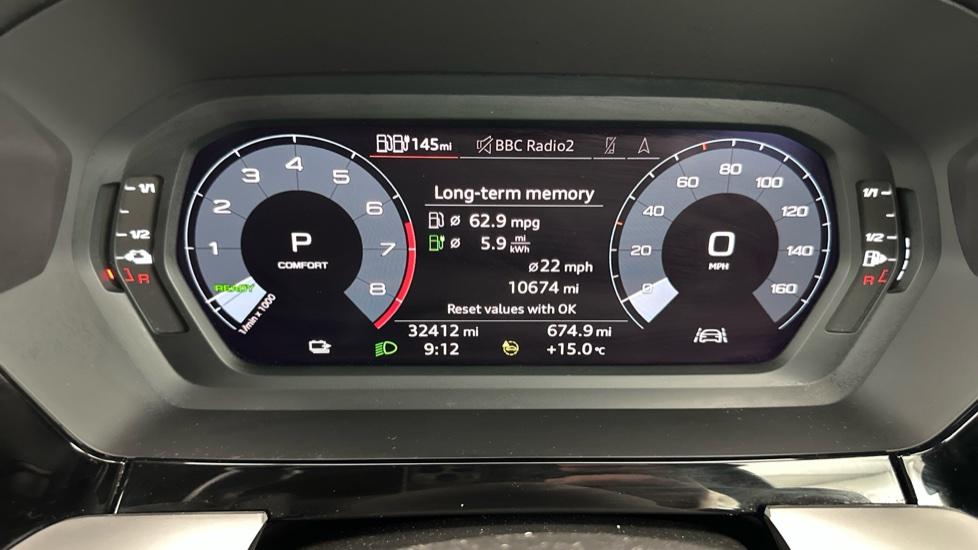 145mi
BBC Radio2
Long-term memory
ø 62.9 mpg
ø 5.9 mi/kWh
ø22 mph
10674 mi
Reset values with OK
32412 mi
674.9 mi
9:12
+15.0 °C
1
2
3
4
5
6
7
8
P
COMFORT
READY
1/min x 1000
0
20
40
60
80
100
120
140
160
0
MPH
1/1
1/2
R
1/1
1/2
R